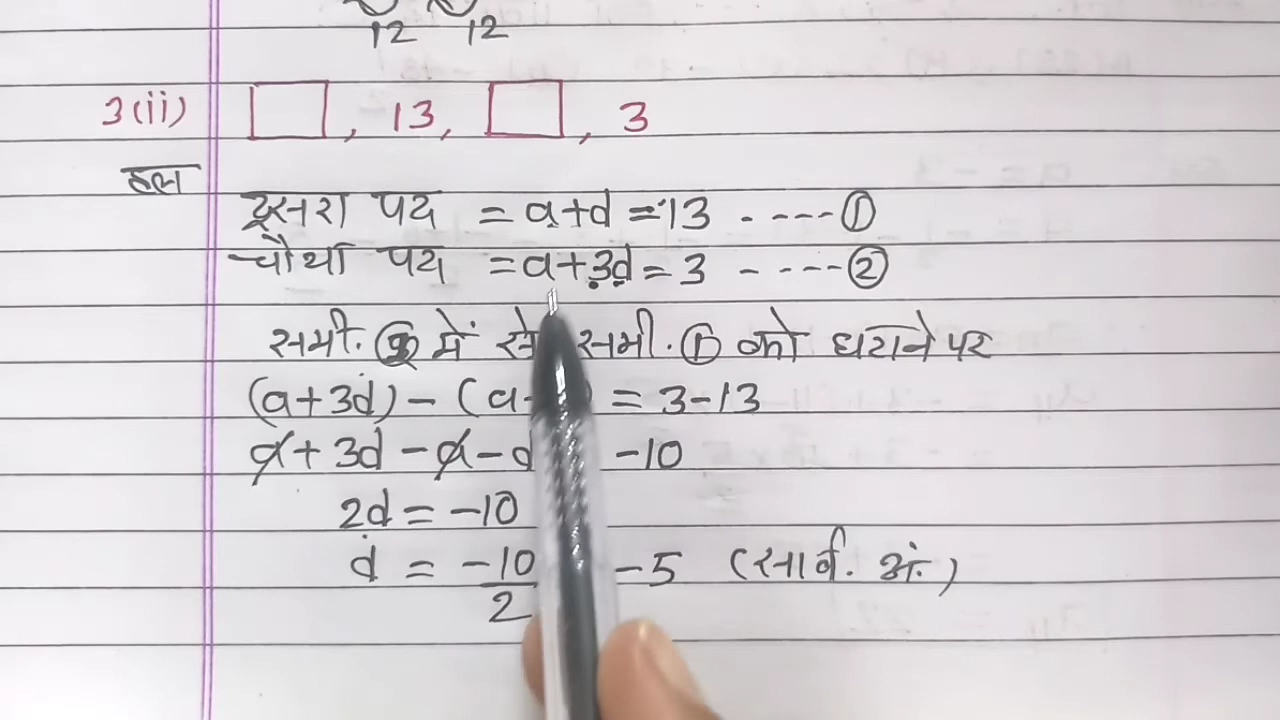 12 12
3(ii) , 13, , 3
हल
दूसरा पद = a+d = 13 - ---- ①
चौथा पद = a+3d = 3 - ---- ②
समी. ② में से समी. ① को घटाने पर
(a+3d) - (a- ) = 3-13
a+ 3d - a - d -10
2d = -10
d = -10/2 -5 (सार्व. अं.)